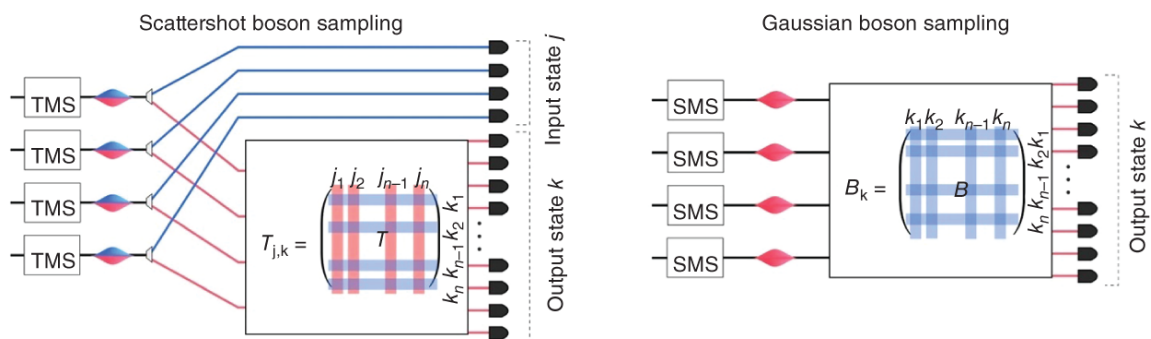 Scattershot boson sampling
TMS
TMS
TMS
TMS
Input state j
Output state k
j₁ j₂ jₙ₋₁ jₙ
Tⱼ,ₖ = T
k₁
k₂
kₙ₋₁
kₙ
Gaussian boson sampling
SMS
SMS
SMS
SMS
k₁ k₂ kₙ₋₁ kₙ
Bₖ = B
k₁
k₂
kₙ₋₁
kₙ
Output state k